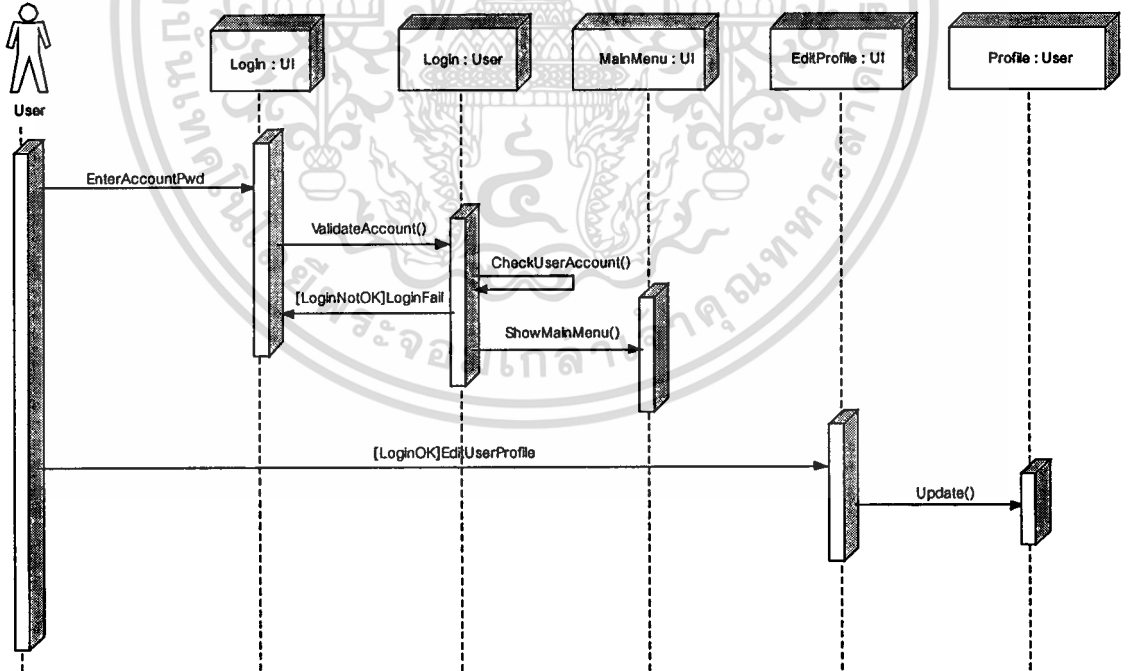 User
Login : UI
Login : User
MainMenu : UI
EditProfile : UI
Profile : User
EnterAccountPwd
ValidateAccount()
CheckUserAccount()
[LoginNotOK]LoginFail
ShowMainMenu()
[LoginOK]EditUserProfile
Update()